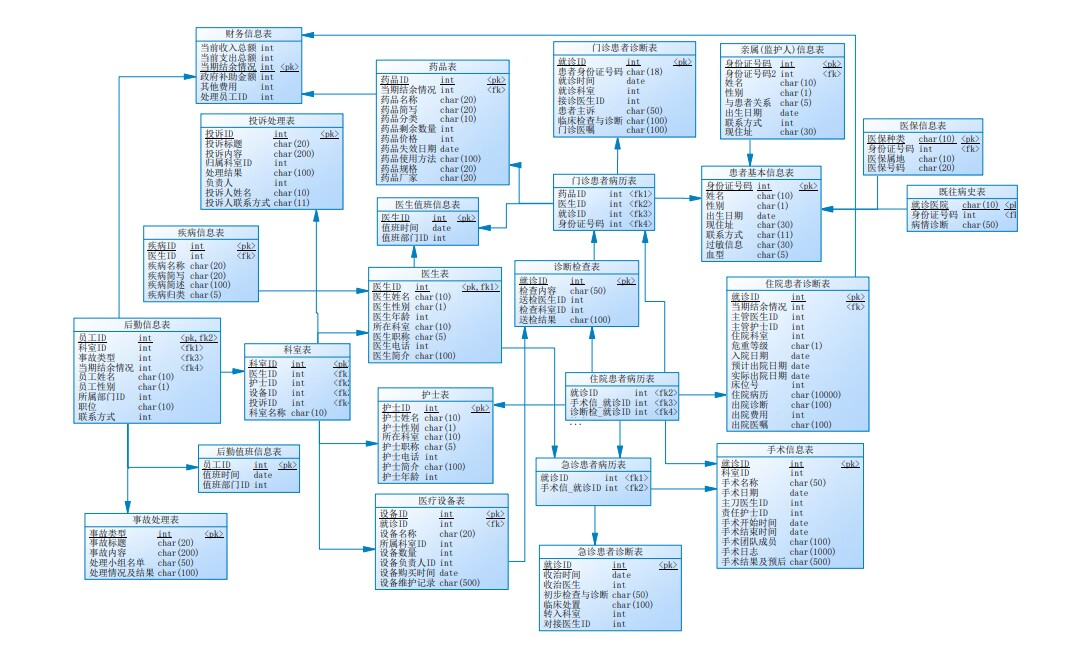 财务信息表
当前收入总额 int
当前支出总额 int
当期结余情况 int <pk>
政府补助金额 int
其他费用 int
处理员工ID int
投诉处理表
投诉ID int <pk>
投诉标题 char(20)
投诉内容 char(200)
归属科室ID int
处理结果 char(100)
负责人 int
投诉人姓名 char(10)
投诉人联系方式 char(11)
疾病信息表
疾病ID int <pk>
医生ID int <fk>
疾病名称 char(20)
疾病简写 char(20)
疾病简述 char(100)
疾病归类 char(5)
后勤信息表
员工ID int <pk,fk2>
科室ID int <fk1>
事故类型 int <fk3>
当期结余情况 int <fk4>
员工姓名 char(10)
员工性别 char(1)
所属部门ID int
职位 char(10)
联系方式 int
科室表
科室ID int <pk
医生ID int <fk
护士ID int <fk2
设备ID int <fk
投诉ID int <fk
科室名称 char(10)
后勤值班信息表
员工ID int <pk>
值班时间 date
值班部门ID int
事故处理表
事故类型 int <pk>
事故标题 char(20)
事故内容 char(200)
处理小组名单 char(50)
处理情况及结果 char(100)
药品表
药品ID int <pk>
当期结余情况 int <fk>
药品名称 char(20)
药品简写 char(20)
药品分类 char(10)
药品剩余数量 int
药品价格 int
药品失效日期 date
药品使用方法 char(100)
药品规格 char(20)
药品厂家 char(20)
医生值班信息表
医生ID int <pk>
值班时间 date
值班部门ID int
医生表
医生ID int <pk,fk1>
医生姓名 char(10)
医生性别 char(1)
医生年龄 int
所在科室 char(10)
医生职称 char(5)
医生电话 int
医生简介 char(100)
护士表
护士ID int <pk>
护士姓名 char(10)
护士性别 char(1)
所在科室 char(10)
护士职称 char(5)
护士电话 int
护士简介 char(100)
护士年龄 int
医疗设备表
设备ID int <pk>
就诊ID int <fk>
设备名称 char(20)
所属科室ID int
设备数量 int
设备负责人ID int
设备购买时间 date
设备维护记录 char(500)
门诊患者诊断表
就诊ID int <pk>
患者身份证号码 char(18)
就诊时间 date
就诊科室 int
接诊医生ID int
患者主诉 char(50)
临床检查与诊断 char(100)
门诊医嘱 char(100)
门诊患者病历表
药品ID int <fk1>
医生ID int <fk2>
就诊ID int <fk3>
身份证号码 int <fk4>
诊断检查表
就诊ID int <pk>
检查内容 char(50)
送检医生ID int
检查科室ID int
送检结果 char(100)
住院患者病历表
就诊ID int <fk2>
手术信_就诊ID int <fk3>
诊断检_就诊ID int <fk4>
...
急诊患者病历表
就诊ID int <fk1>
手术信_就诊ID int <fk2>
急诊患者诊断表
就诊ID int <pk>
收治时间 date
收治医生 int
初步检查与诊断 char(50)
临床处置 char(100)
转入科室 int
对接医生ID int
亲属(监护人)信息表
身份证号码 int <pk>
身份证号码2 int <fk>
姓名 char(10)
性别 char(1)
与患者关系 char(5)
出生日期 date
联系方式 int
现住址 char(30)
患者基本信息表
身份证号码 int <pk>
姓名 char(10)
性别 char(1)
出生日期 date
现住址 char(30)
联系方式 char(11)
过敏信息 char(30)
血型 char(5)
医保信息表
医保种类 char(10) <pk>
身份证号码 int <fk>
医保属地 char(10)
医保号码 char(20)
既往病史表
就诊医院 char(10) <pl
身份证号码 int <fl
病情诊断 char(50)
住院患者诊断表
就诊ID int <pk>
当期结余情况 int <fk>
主管医生ID int
主管护士ID int
住院科室 int
危重等级 char(1)
入院日期 date
预计出院日期 date
实际出院日期 date
床位号 int
住院病历 char(10000)
出院诊断 char(100)
出院费用 int
出院医嘱 char(100)
手术信息表
就诊ID int <pk>
科室ID int
手术名称 char(50)
手术日期 date
主刀医生ID int
责任护士ID int
手术开始时间 date
手术结束时间 date
手术团队成员 char(100)
手术日志 char(1000)
手术结果及预后 char(500)